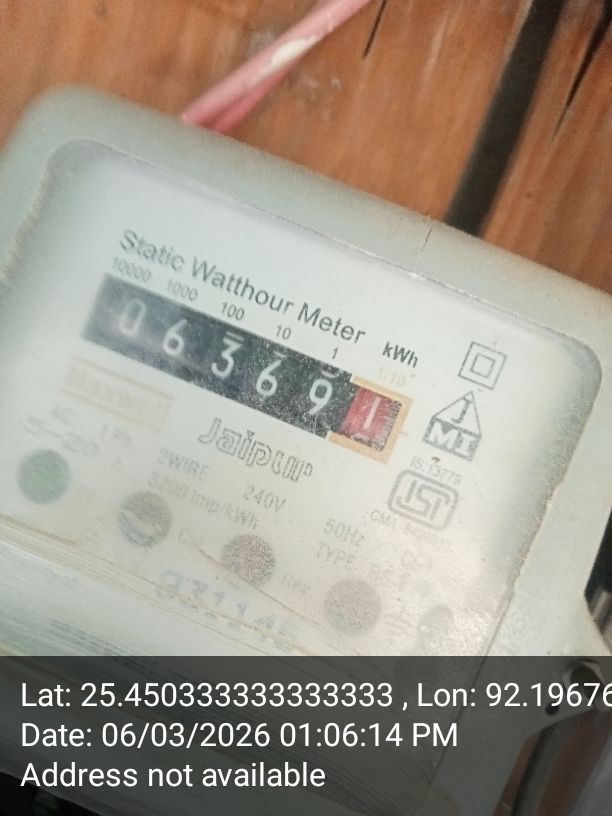 Static Watthour Meter
10000 1000 100 10 1 kWh
1/10
0 6 3 6 9 1
J
MT
Jaipur
IS.13779
ISI
2WIRE 240V 50Hz
3200 Imp/kWh TYPE
Lat: 25.450333333333333 , Lon: 92.19676
Date: 06/03/2026 01:06:14 PM
Address not available